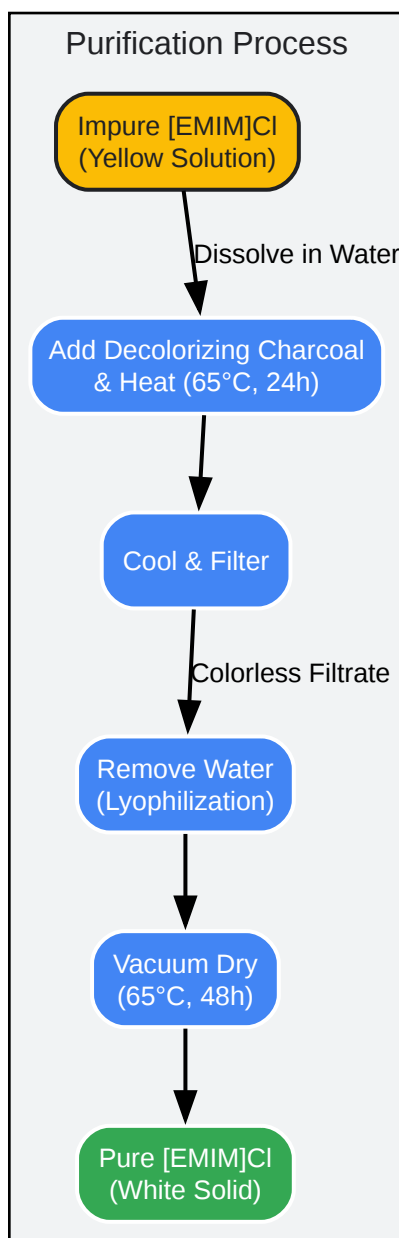 Purification Process
Impure [EMIM]Cl
(Yellow Solution)
Dissolve in Water
Add Decolorizing Charcoal
& Heat (65°C, 24h)
Cool & Filter
Colorless Filtrate
Remove Water
(Lyophilization)
Vacuum Dry
(65°C, 48h)
Pure [EMIM]Cl
(White Solid)